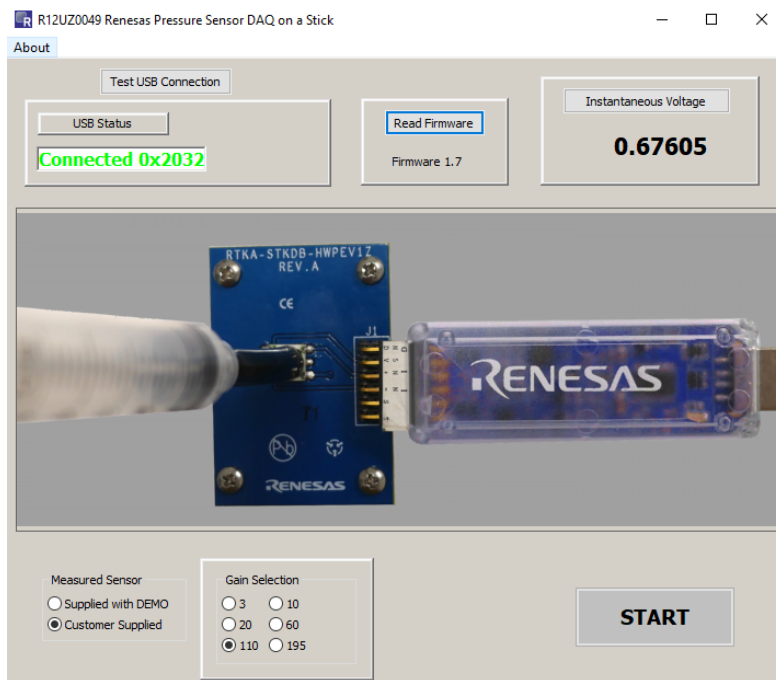 R12UZ0049 Renesas Pressure Sensor DAQ on a Stick
About
Test USB Connection
USB Status
Connected 0x2032
Read Firmware
Firmware 1.7
Instantaneous Voltage
0.67605
RTKA-STKDB-HWPEV1Z
REV.A
CE
J1
RENESAS
Pb
RENESAS
Measured Sensor
Supplied with DEMO
Customer Supplied
Gain Selection
3 10
20 60
110 195
START